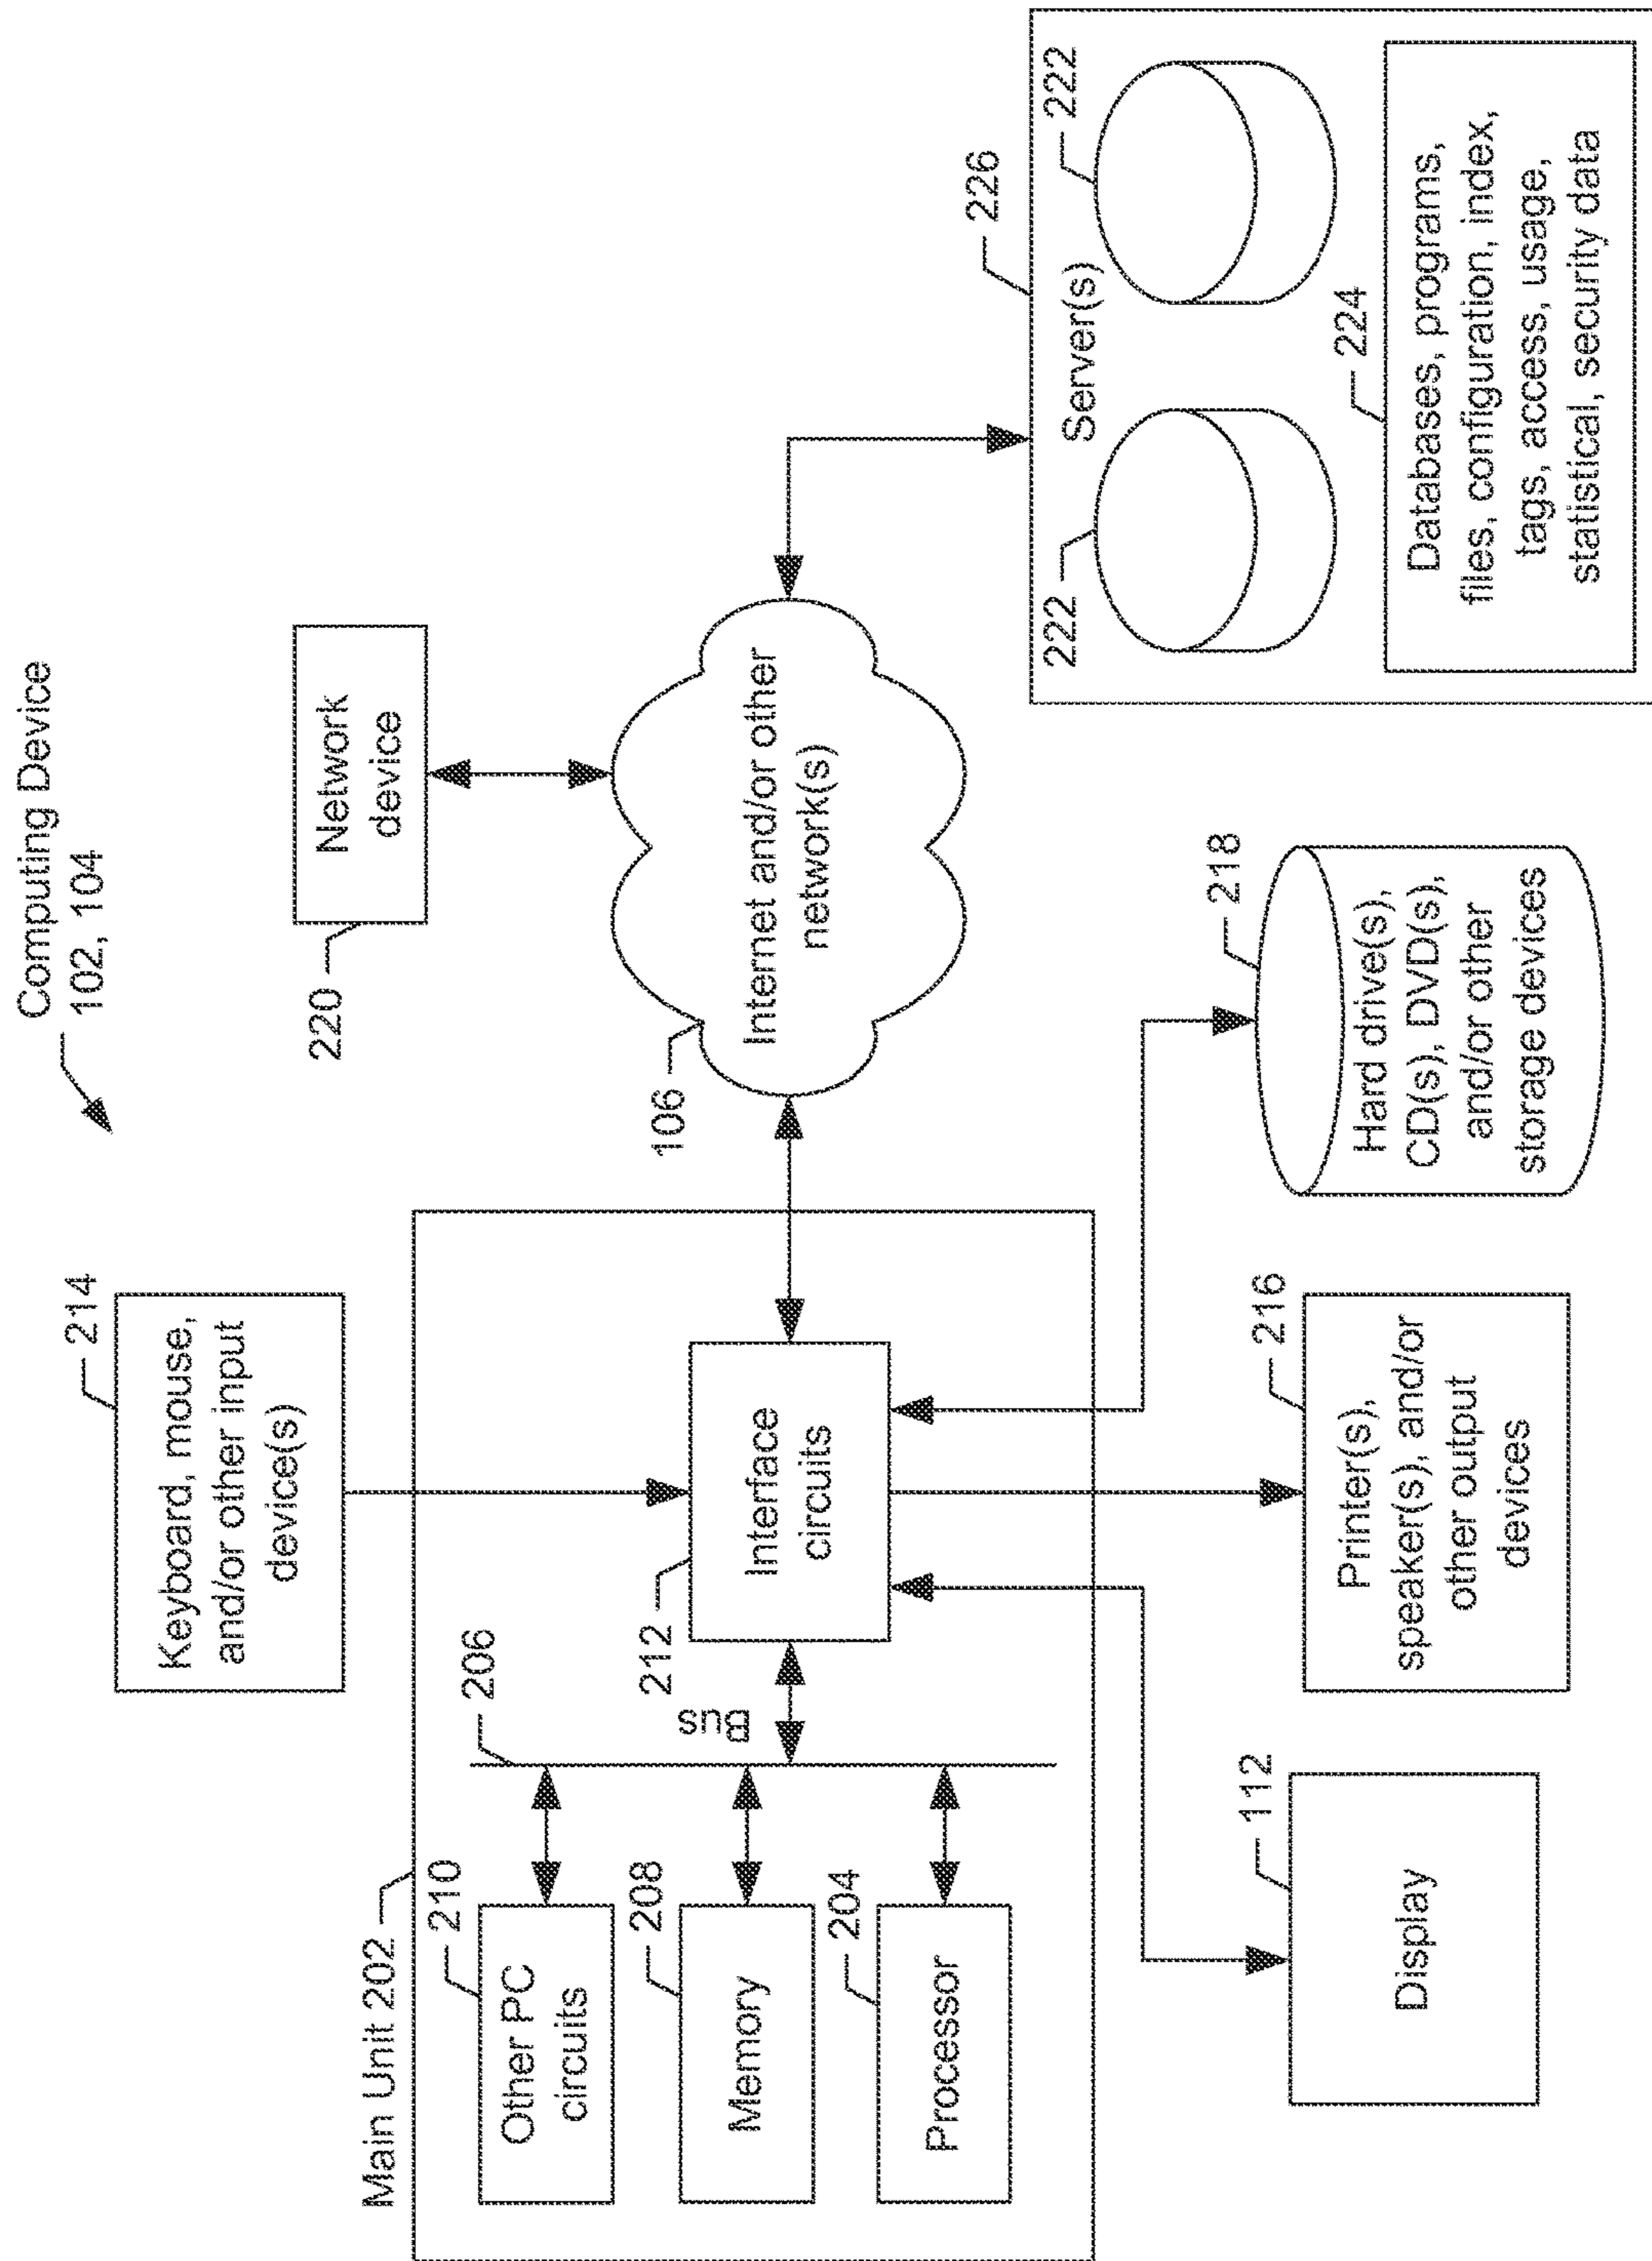 Computing Device
102, 104
214
Keyboard, mouse,
and/or other input
device(s)
220
Network
device
Main Unit 202
210
Other PC
circuits
208
Memory
204
Processor
206
Bus
212
Interface
circuits
106
Internet and/or other
network(s)
112
Display
216
Printer(s),
speaker(s), and/or
other output
devices
218
Hard drive(s),
CD(s), DVD(s),
and/or other
storage devices
226
Server(s)
222
222
224
Databases, programs,
files, configuration, index,
tags, access, usage,
statistical, security data